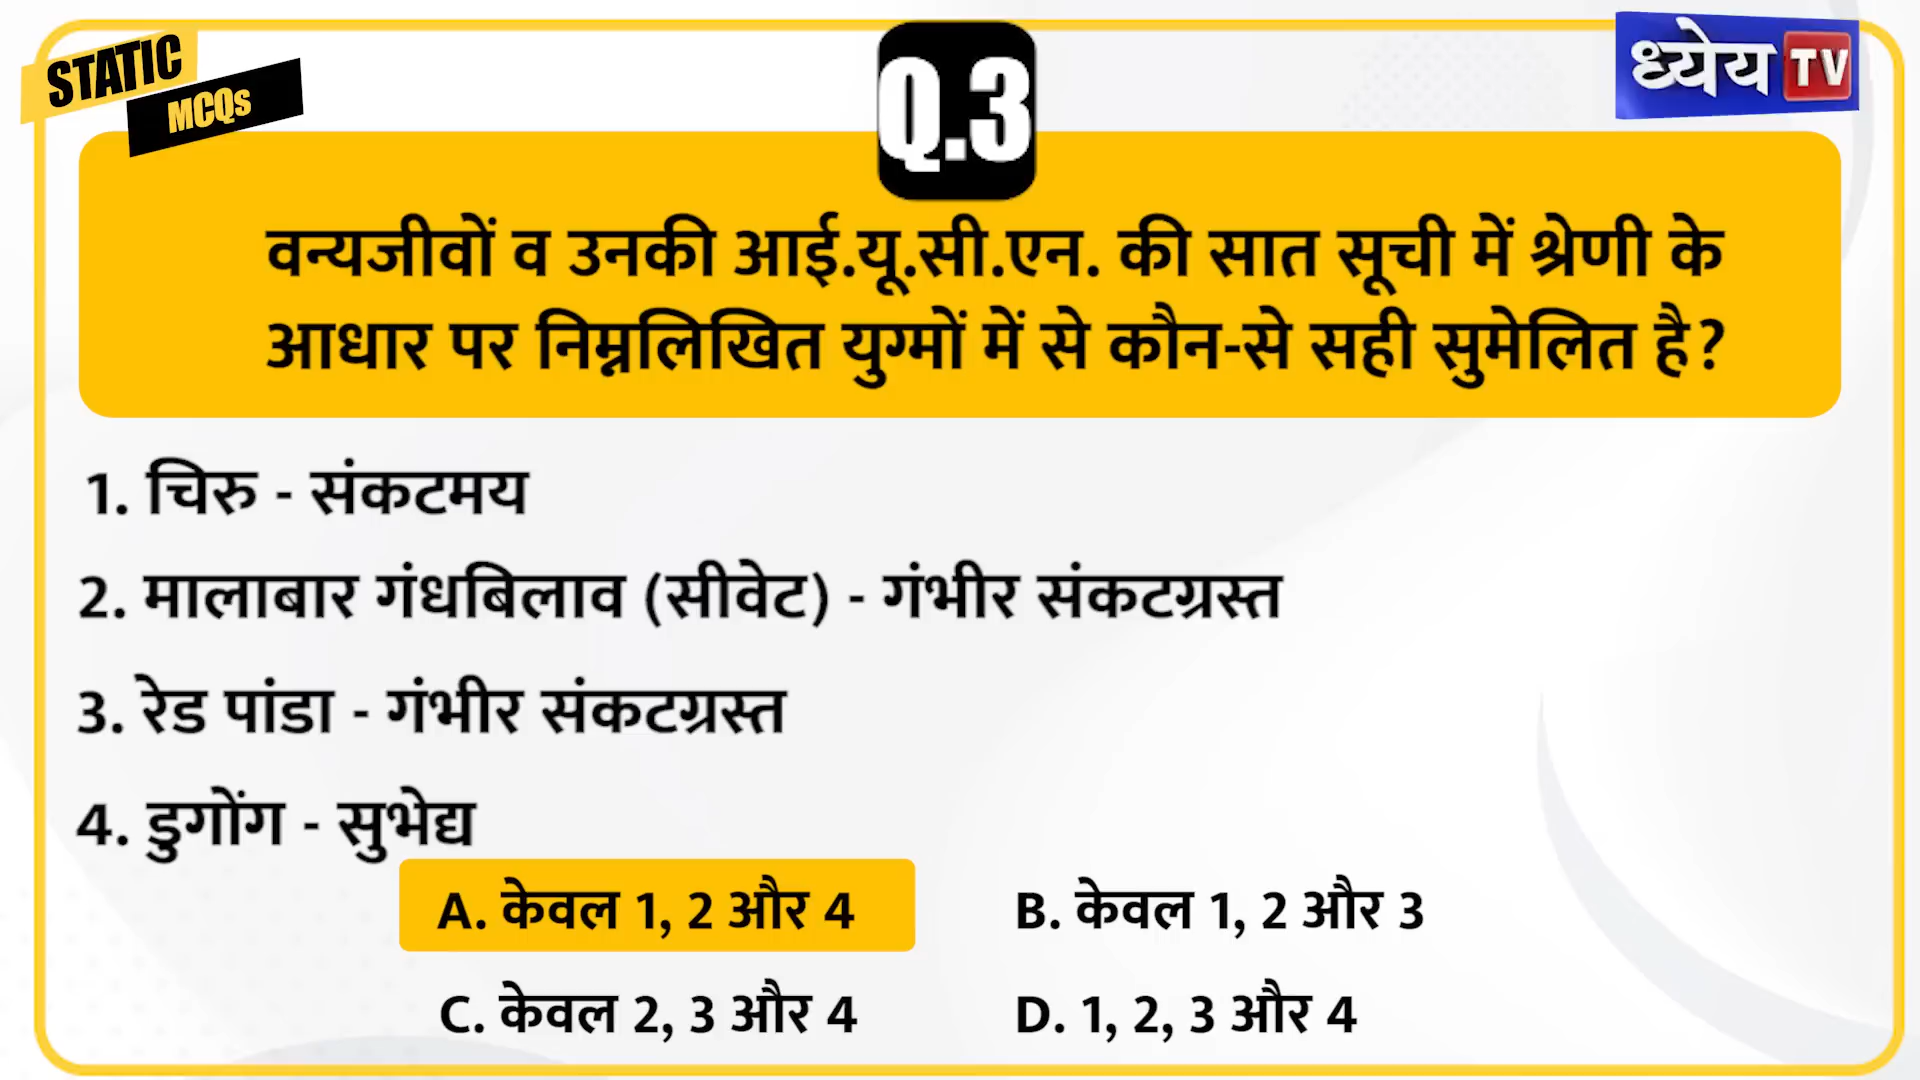 STATIC
MCQs
Q.3
ध्येय TV
वन्यजीवों व उनकी आई.यू.सी.एन. की सात सूची में श्रेणी के
आधार पर निम्नलिखित युग्मों में से कौन-से सही सुमेलित है?
1. चिरु - संकटमय
2. मालाबार गंधबिलाव (सीवेट) - गंभीर संकटग्रस्त
3. रेड पांडा - गंभीर संकटग्रस्त
4. डुगोंग - सुभेद्य
A. केवल 1, 2 और 4
B. केवल 1, 2 और 3
C. केवल 2, 3 और 4
D. 1, 2, 3 और 4